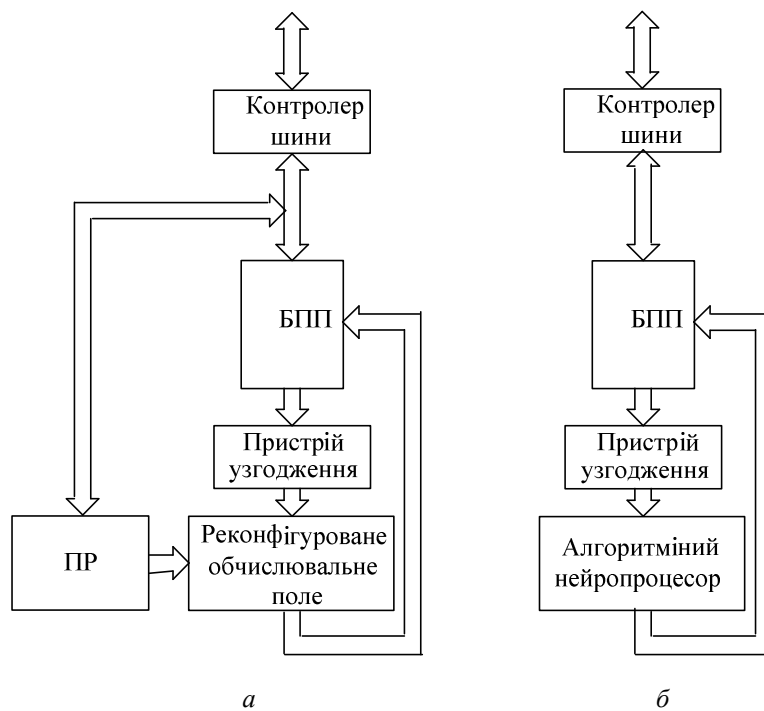 Контролер
шини
БПП
Пристрій
узгодження
ПР
Реконфігуроване
обчислювальне
поле
а
Контролер
шини
БПП
Пристрій
узгодження
Алгоритміний
нейропроцесор
б